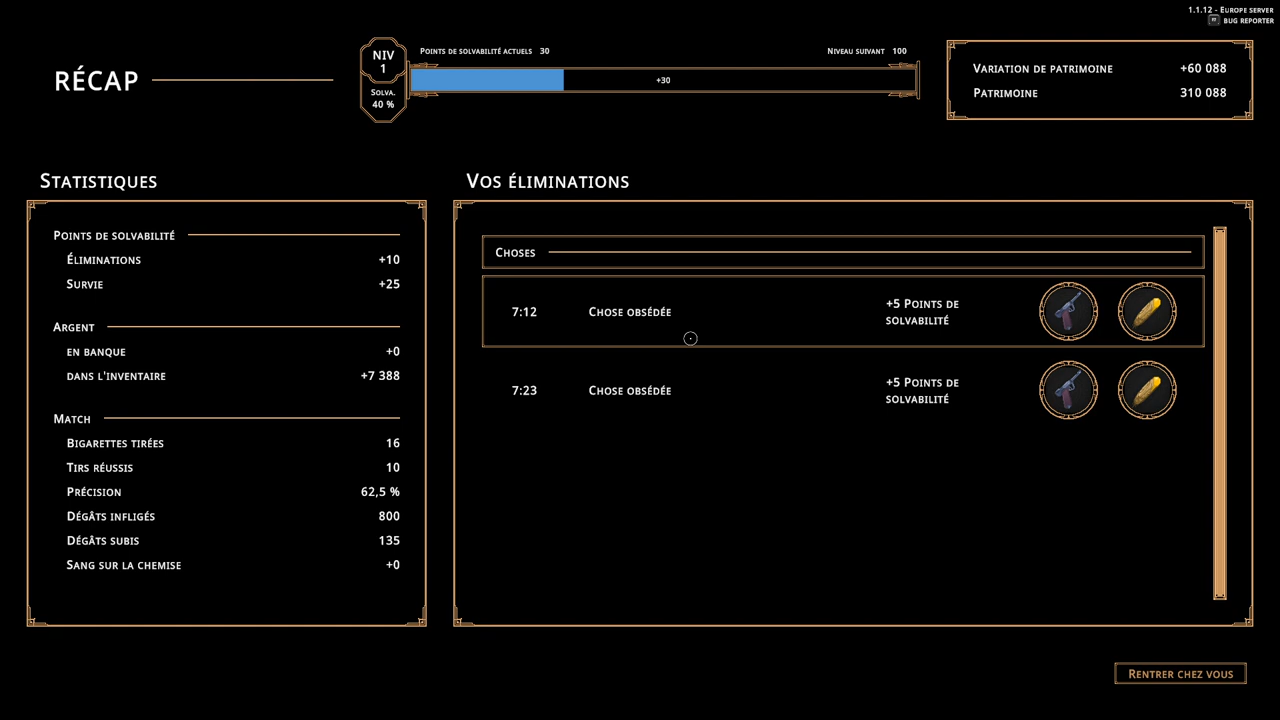 1.1.12 - Europe server
BUG REPORTER
RÉCAP
NIV
1
Solva.
40 %
Points de solvabilité actuels 30
Niveau suivant 100
+30
Variation de patrimoine +60 088
Patrimoine 310 088
Statistiques
Points de solvabilité
Éliminations +10
Survie +25
Argent
en banque +0
dans l'inventaire +7 388
Match
Bigarettes tirées 16
Tirs réussis 10
Précision 62,5 %
Dégâts infligés 800
Dégâts subis 135
Sang sur la chemise +0
Vos éliminations
Choses
7:12 Chose obsédée +5 Points de
solvabilité
7:23 Chose obsédée +5 Points de
solvabilité
Rentrer chez vous